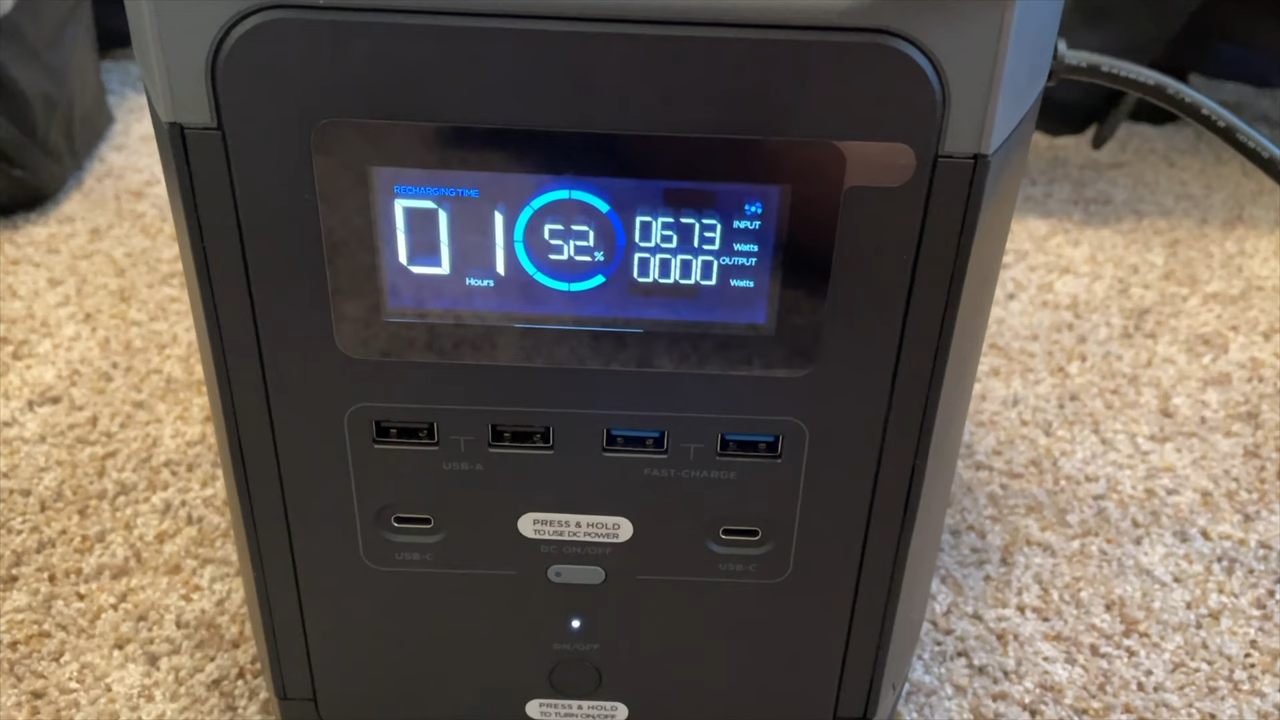 RECHARGING TIME
01
Hours
52%
0673
INPUT
Watts
0000
OUTPUT
Watts
USB-A
FAST-CHARGE
PRESS & HOLD
TO USE DC POWER
DC ON/OFF
USB-C
USB-C
ON/OFF
PRESS & HOLD
TO TURN ON/OFF